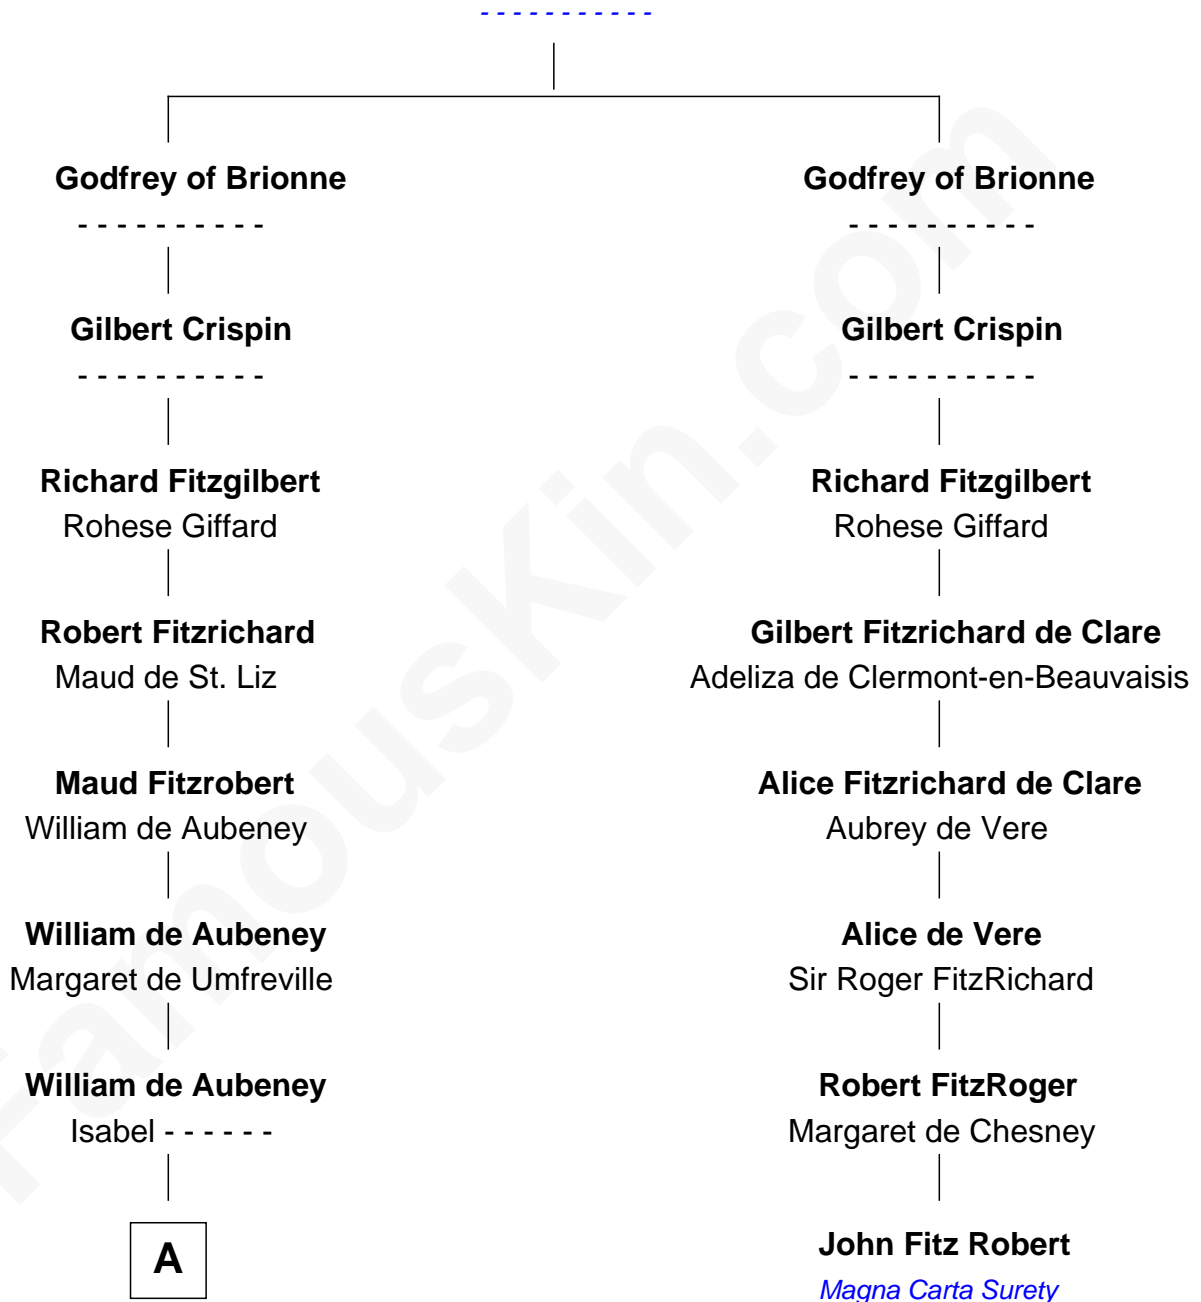 - - - - - - - - - - -
Godfrey of Brionne
- - - - - - - - - -
Gilbert Crispin
- - - - - - - - - -
Richard Fitzgilbert
Rohese Giffard
Robert Fitzrichard
Maud de St. Liz
Maud Fitzrobert
William de Aubeney
William de Aubeney
Margaret de Umfreville
William de Aubeney
Isabel - - - - - -
A
Godfrey of Brionne
- - - - - - - - - -
Gilbert Crispin
- - - - - - - - - -
Richard Fitzgilbert
Rohese Giffard
Gilbert Fitzrichard de Clare
Adeliza de Clermont-en-Beauvaisis
Alice Fitzrichard de Clare
Aubrey de Vere
Alice de Vere
Sir Roger FitzRichard
Robert FitzRoger
Margaret de Chesney
John Fitz Robert
Magna Carta Surety
FamousKin.com